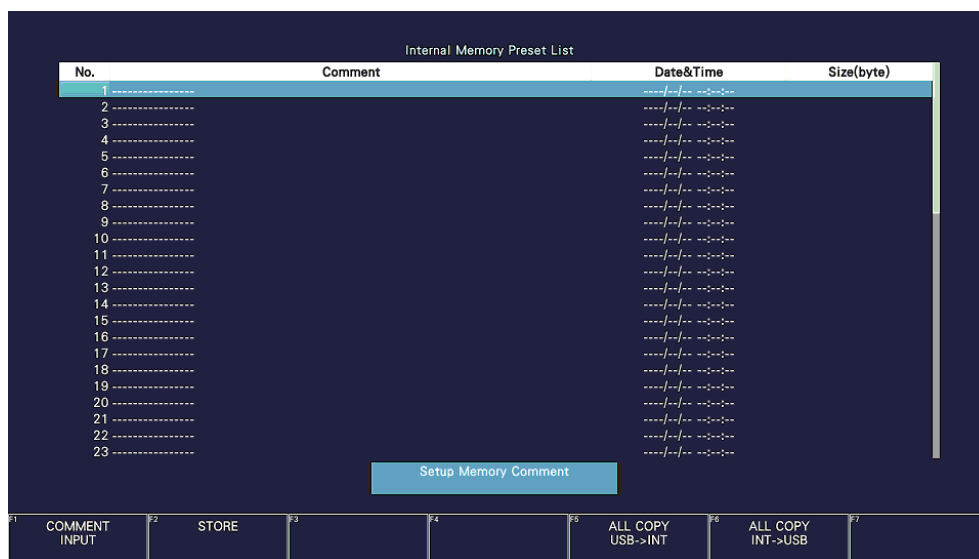 Internal Memory Preset List
No. Comment Date&Time Size(byte)
1 ---------------- ----/--/-- --:--:--
2 ---------------- ----/--/-- --:--:--
3 ---------------- ----/--/-- --:--:--
4 ---------------- ----/--/-- --:--:--
5 ---------------- ----/--/-- --:--:--
6 ---------------- ----/--/-- --:--:--
7 ---------------- ----/--/-- --:--:--
8 ---------------- ----/--/-- --:--:--
9 ---------------- ----/--/-- --:--:--
10 ---------------- ----/--/-- --:--:--
11 ---------------- ----/--/-- --:--:--
12 ---------------- ----/--/-- --:--:--
13 ---------------- ----/--/-- --:--:--
14 ---------------- ----/--/-- --:--:--
15 ---------------- ----/--/-- --:--:--
16 ---------------- ----/--/-- --:--:--
17 ---------------- ----/--/-- --:--:--
18 ---------------- ----/--/-- --:--:--
19 ---------------- ----/--/-- --:--:--
20 ---------------- ----/--/-- --:--:--
21 ---------------- ----/--/-- --:--:--
22 ---------------- ----/--/-- --:--:--
23 ---------------- ----/--/-- --:--:--
Setup Memory Comment
F1 COMMENT INPUT
F2 STORE
F3
F4
F5 ALL COPY USB->INT
F6 ALL COPY INT->USB
F7